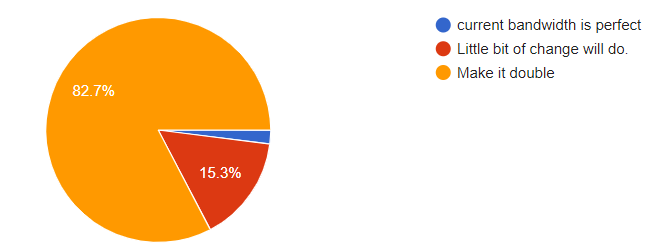 current bandwidth is perfect
Little bit of change will do.
Make it double
82.7%
15.3%